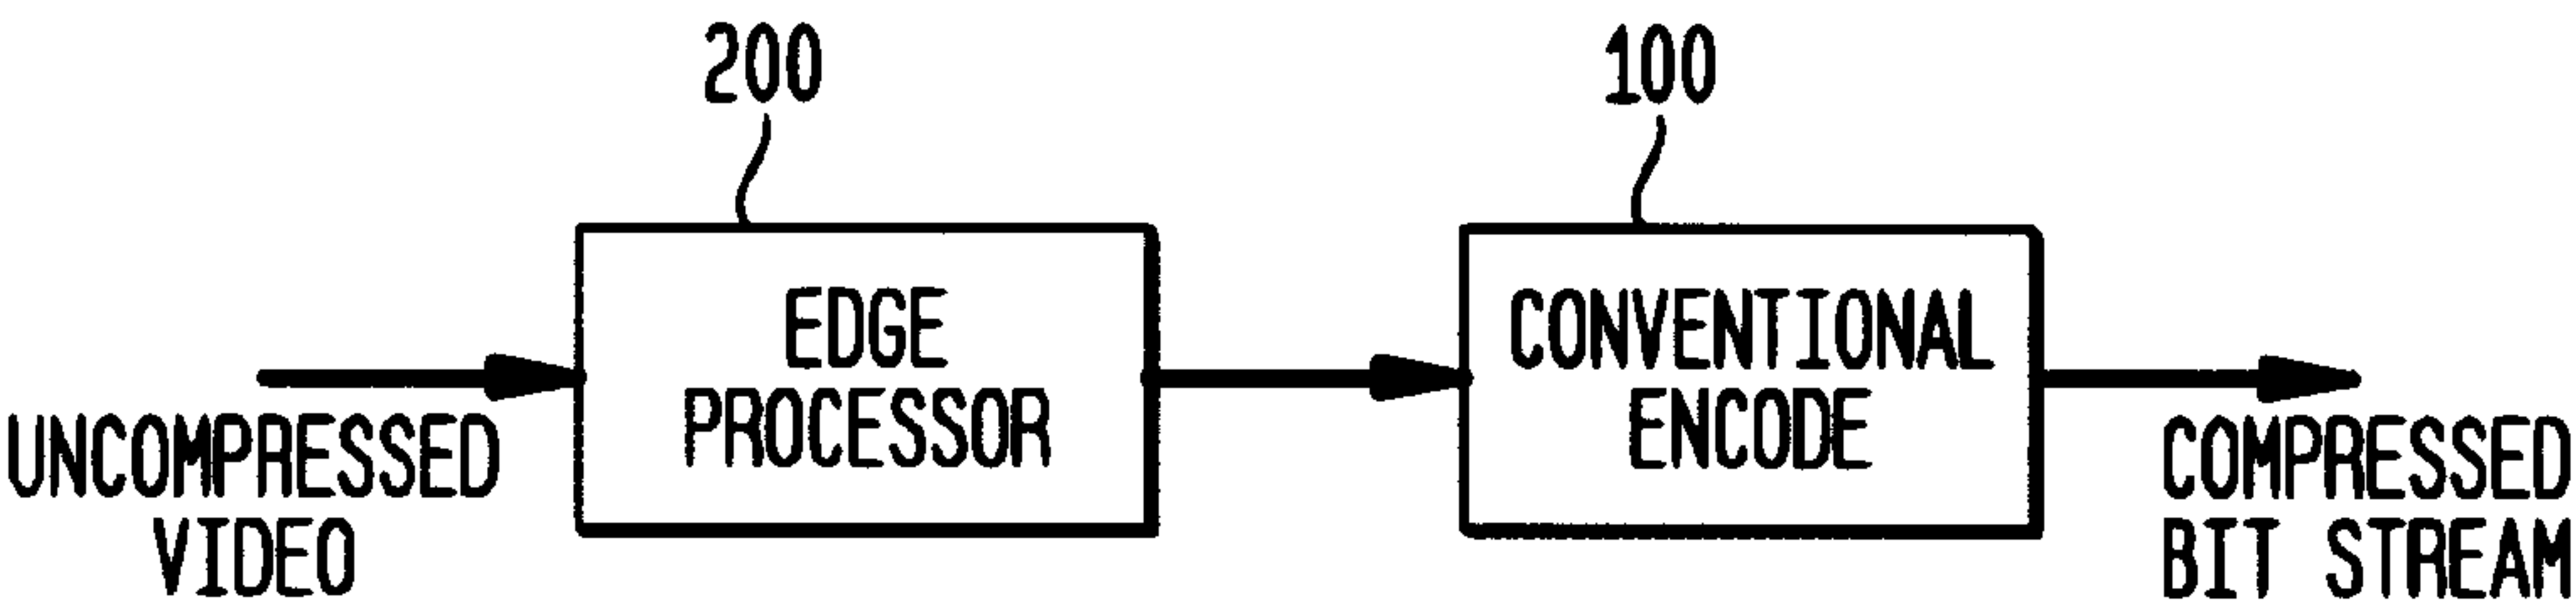 200
100
EDGE
PROCESSOR
CONVENTIONAL
ENCODE
UNCOMPRESSED
VIDEO
COMPRESSED
BIT STREAM